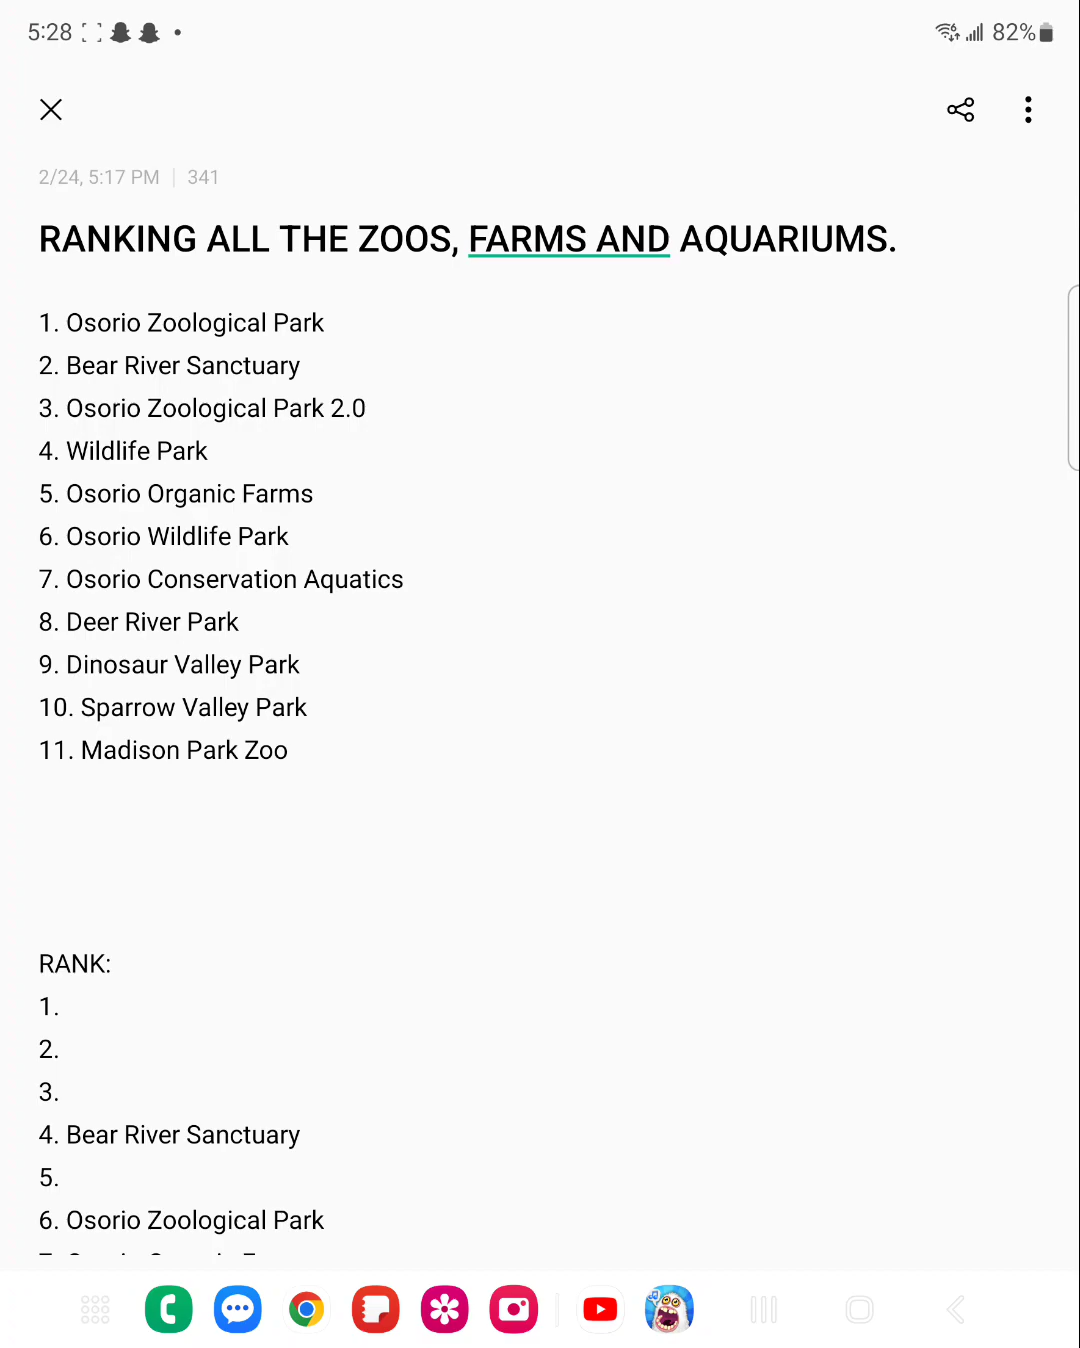 5:28
82%
2/24, 5:17 PM | 341
RANKING ALL THE ZOOS, FARMS AND AQUARIUMS.
1. Osorio Zoological Park
2. Bear River Sanctuary
3. Osorio Zoological Park 2.0
4. Wildlife Park
5. Osorio Organic Farms
6. Osorio Wildlife Park
7. Osorio Conservation Aquatics
8. Deer River Park
9. Dinosaur Valley Park
10. Sparrow Valley Park
11. Madison Park Zoo
RANK:
1.
2.
3.
4. Bear River Sanctuary
5.
6. Osorio Zoological Park